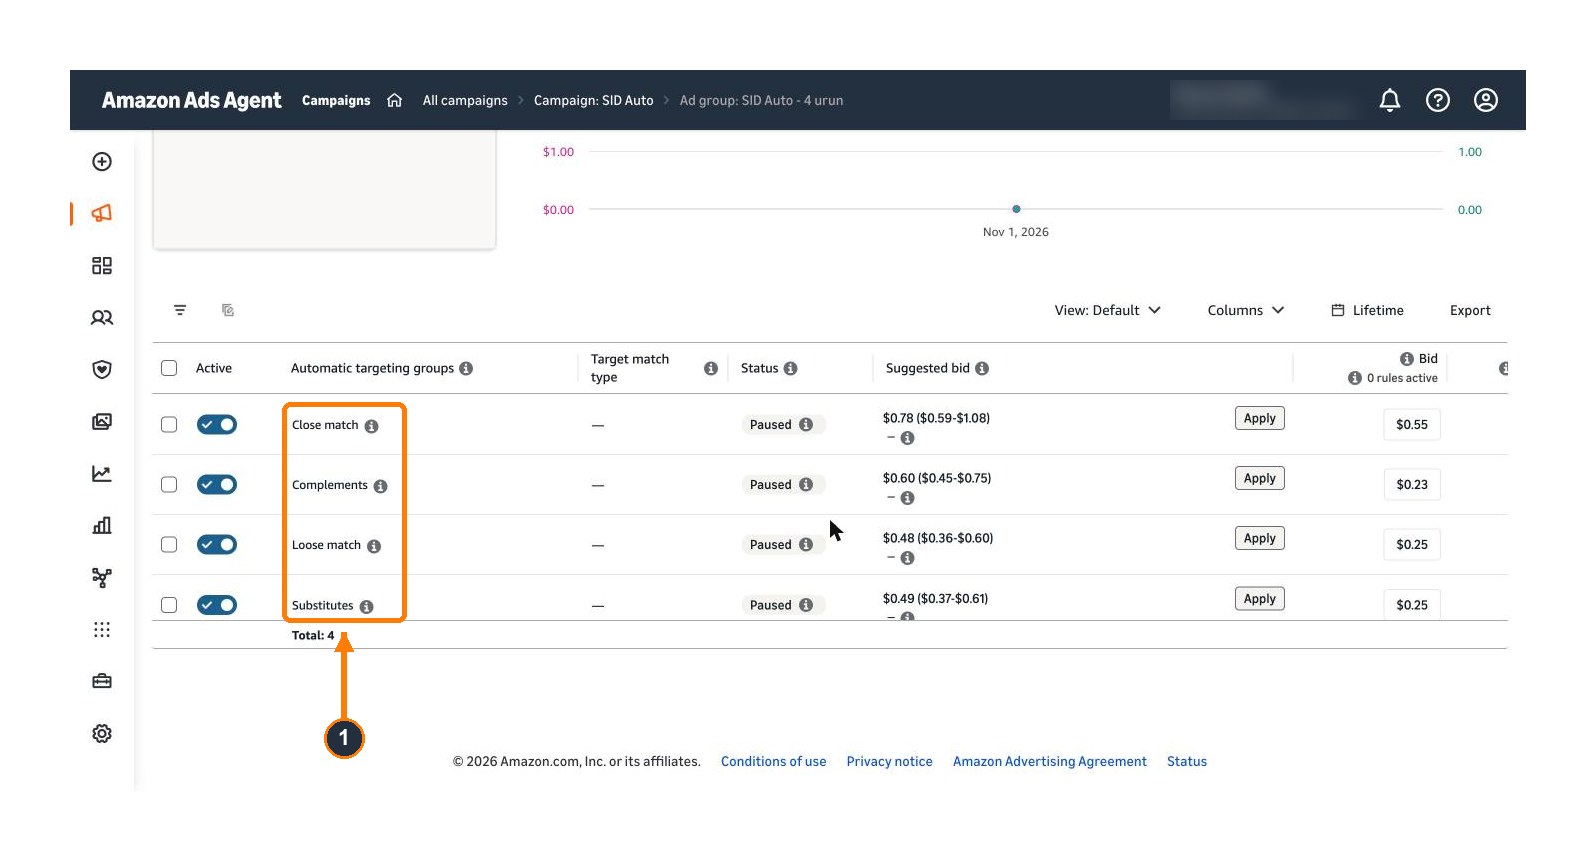 Amazon Ads Agent Campaigns All campaigns > Campaign: SID Auto > Ad group: SID Auto - 4 urun
$1.00 1.00
$0.00 0.00
Nov 1, 2026
View: Default Columns Lifetime Export
Active Automatic targeting groups Target match type Status Suggested bid Bid
0 rules active
Close match — Paused $0.78 ($0.59-$1.08) Apply $0.55
–
Complements — Paused $0.60 ($0.45-$0.75) Apply $0.23
–
Loose match — Paused $0.48 ($0.36-$0.60) Apply $0.25
–
Substitutes — Paused $0.49 ($0.37-$0.61) Apply $0.25
–
Total: 4
1
© 2026 Amazon.com, Inc. or its affiliates. Conditions of use Privacy notice Amazon Advertising Agreement Status